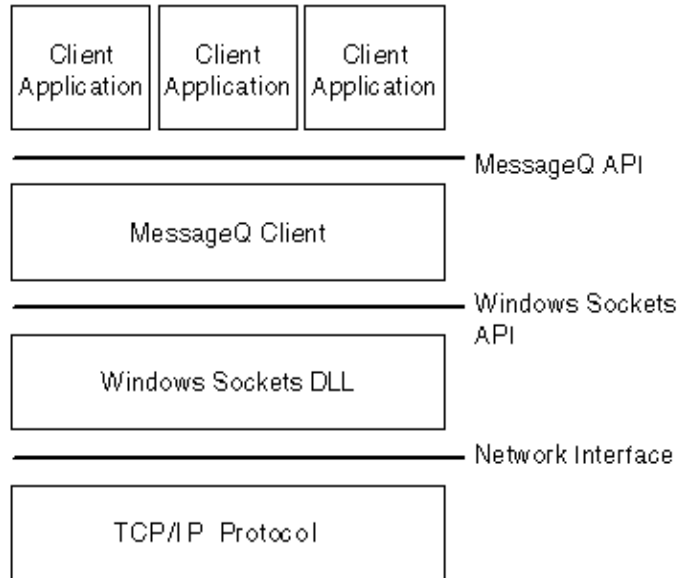 Client
Application
Client
Application
Client
Application
MessageQ API
MessageQ Client
Windows Sockets
API
Windows Sockets DLL
Network Interface
TCP/IP Protocol